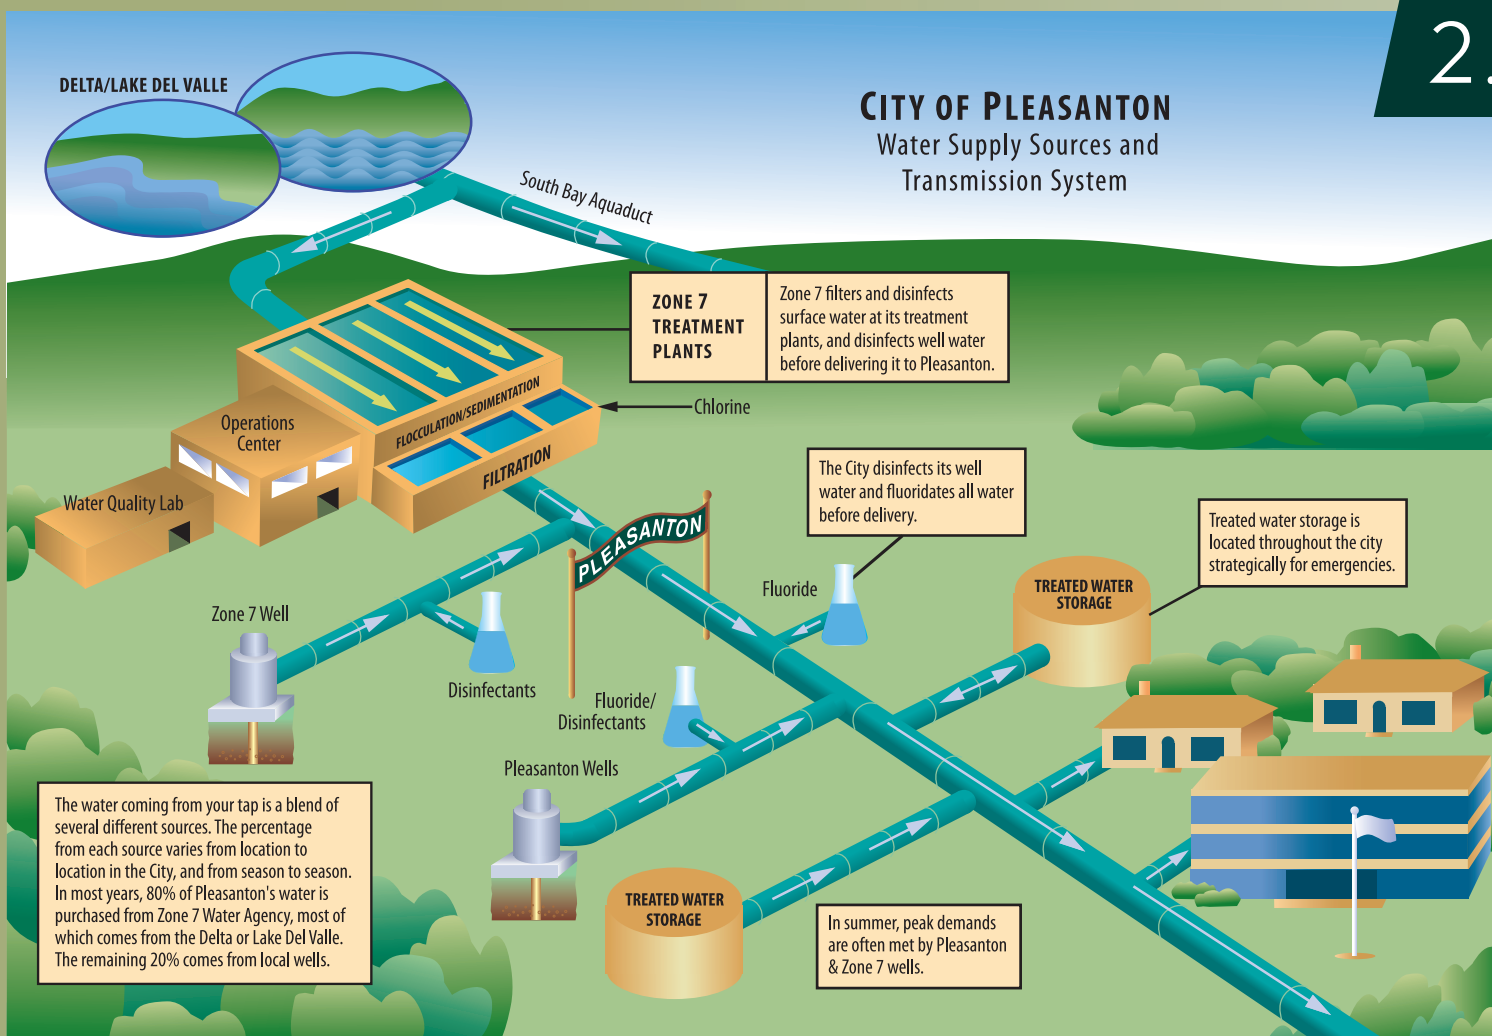 2.
DELTA/LAKE DEL VALLE
CITY OF PLEASANTON
Water Supply Sources and
Transmission System
South Bay Aquaduct
ZONE 7
TREATMENT
PLANTS
Zone 7 filters and disinfects
surface water at its treatment
plants, and disinfects well water
before delivering it to Pleasanton.
FLOCCULATION/SEDIMENTATION
Chlorine
FILTRATION
Operations
Center
Water Quality Lab
PLEASANTON
The City disinfects its well
water and fluoridates all water
before delivery.
Treated water storage is
located throughout the city
strategically for emergencies.
Fluoride
TREATED WATER
STORAGE
Zone 7 Well
Disinfectants
Fluoride/
Disinfectants
Pleasanton Wells
The water coming from your tap is a blend of
several different sources. The percentage
from each source varies from location to
location in the City, and from season to season.
In most years, 80% of Pleasanton's water is
purchased from Zone 7 Water Agency, most of
which comes from the Delta or Lake Del Valle.
The remaining 20% comes from local wells.
TREATED WATER
STORAGE
In summer, peak demands
are often met by Pleasanton
& Zone 7 wells.